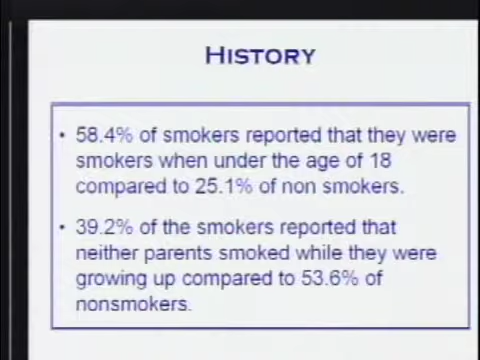 HISTORY
• 58.4% of smokers reported that they were
smokers when under the age of 18
compared to 25.1% of non smokers.
• 39.2% of the smokers reported that
neither parents smoked while they were
growing up compared to 53.6% of
nonsmokers.